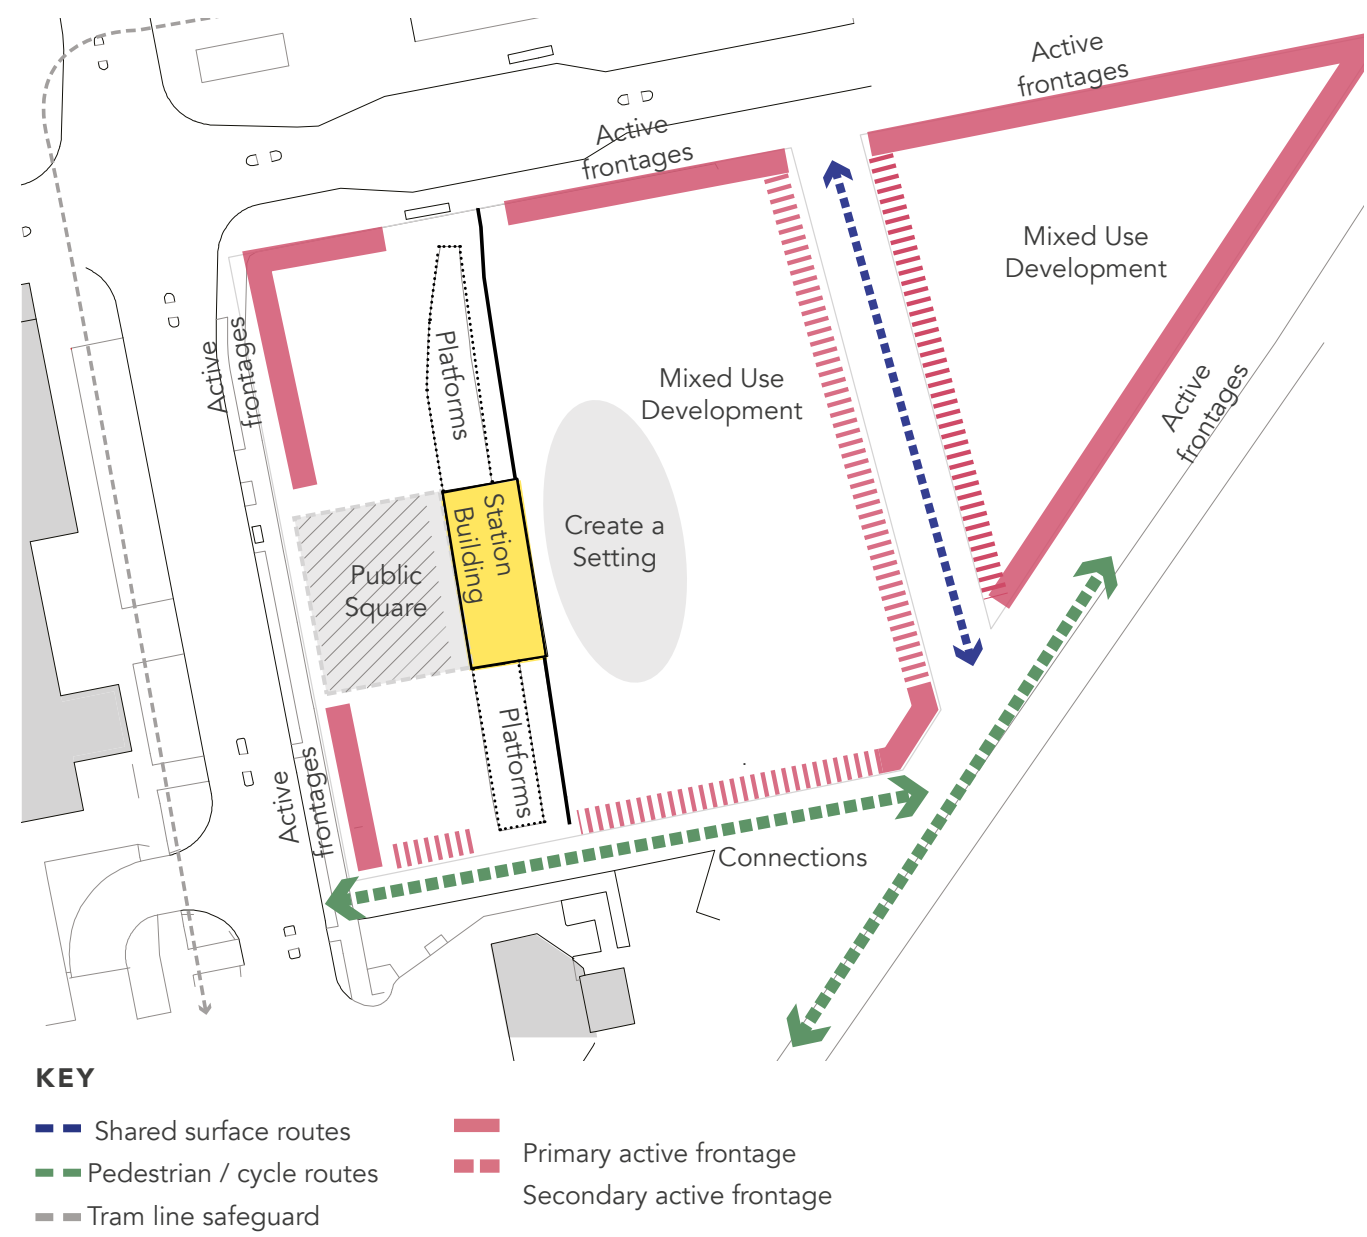 Active
frontages
Active
frontages
Mixed Use
Development
Active
frontages
Platforms
Mixed Use
Development
Active
frontages
Station
Building
Create a
Setting
Public
Square
Platforms
Active
frontages
Connections
KEY
Shared surface routes
Pedestrian / cycle routes
Tram line safeguard
Primary active frontage
Secondary active frontage